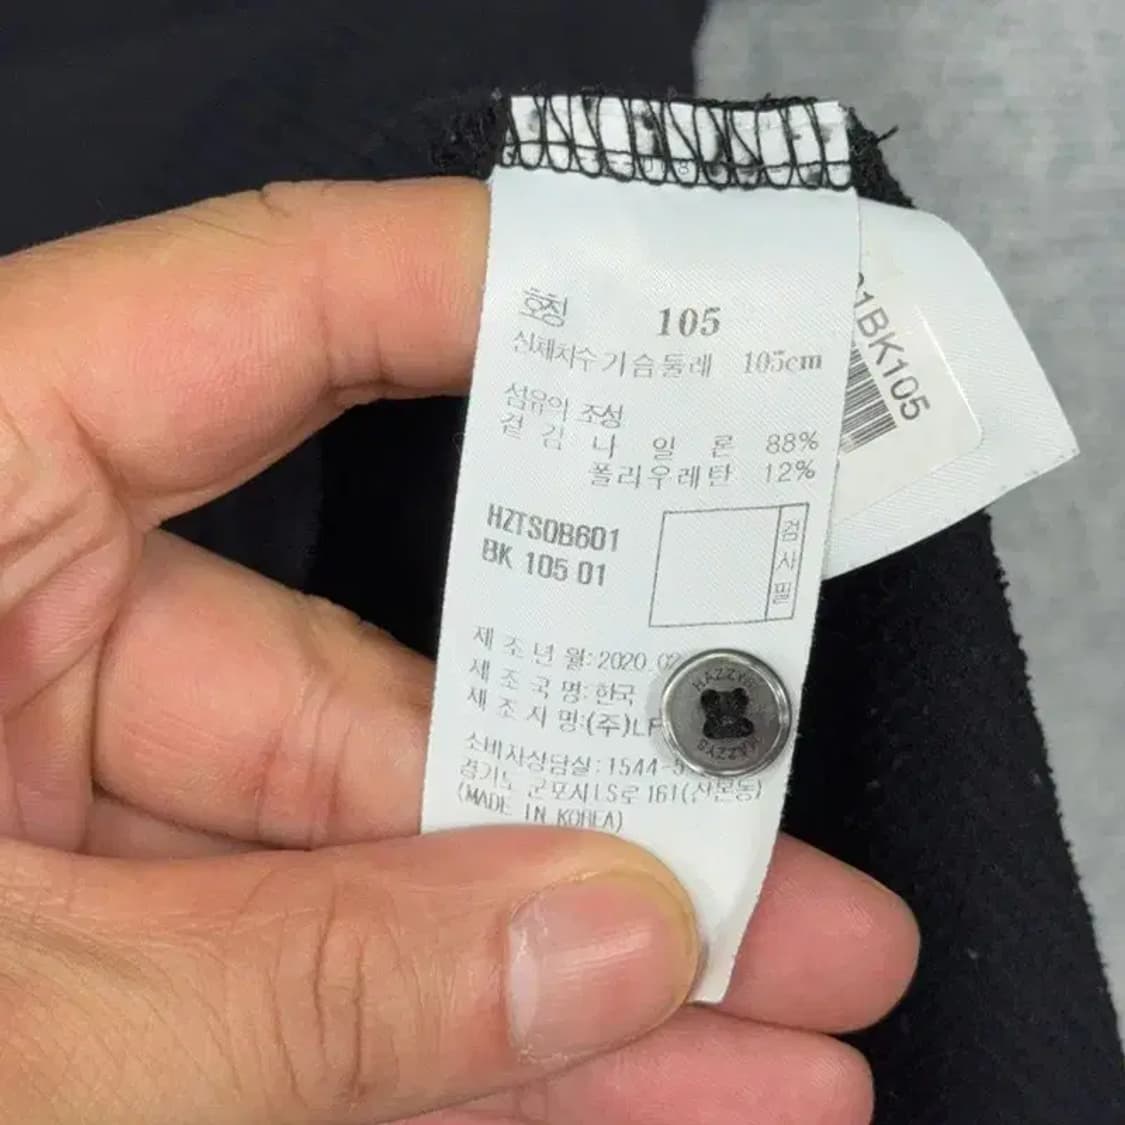 호칭 105
신체치수 가슴둘레 105cm
섬유의 조성
겉감 나일론 88%
폴리우레탄 12%
HZTS0B601
BK 105 01
검사필
제조년월:2020.02
제조국명:한국
제조자명:(주)LF
소비자상담실:1544-5
경기도 군포시 LS로 161(산본동)
(MADE IN KOREA)
1BK105
HAZZYS
HAZZYS